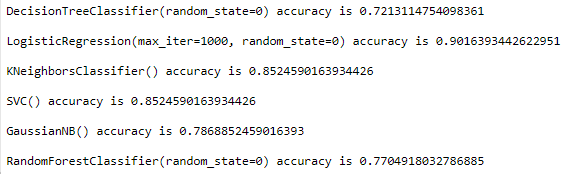 DecisionTreeClassifier(random_state=0) accuracy is 0.7213114754098361
LogisticRegression(max_iter=1000, random_state=0) accuracy is 0.9016393442622951
KNeighborsClassifier() accuracy is 0.8524590163934426
SVC() accuracy is 0.8524590163934426
GaussianNB() accuracy is 0.7868852459016393
RandomForestClassifier(random_state=0) accuracy is 0.7704918032786885